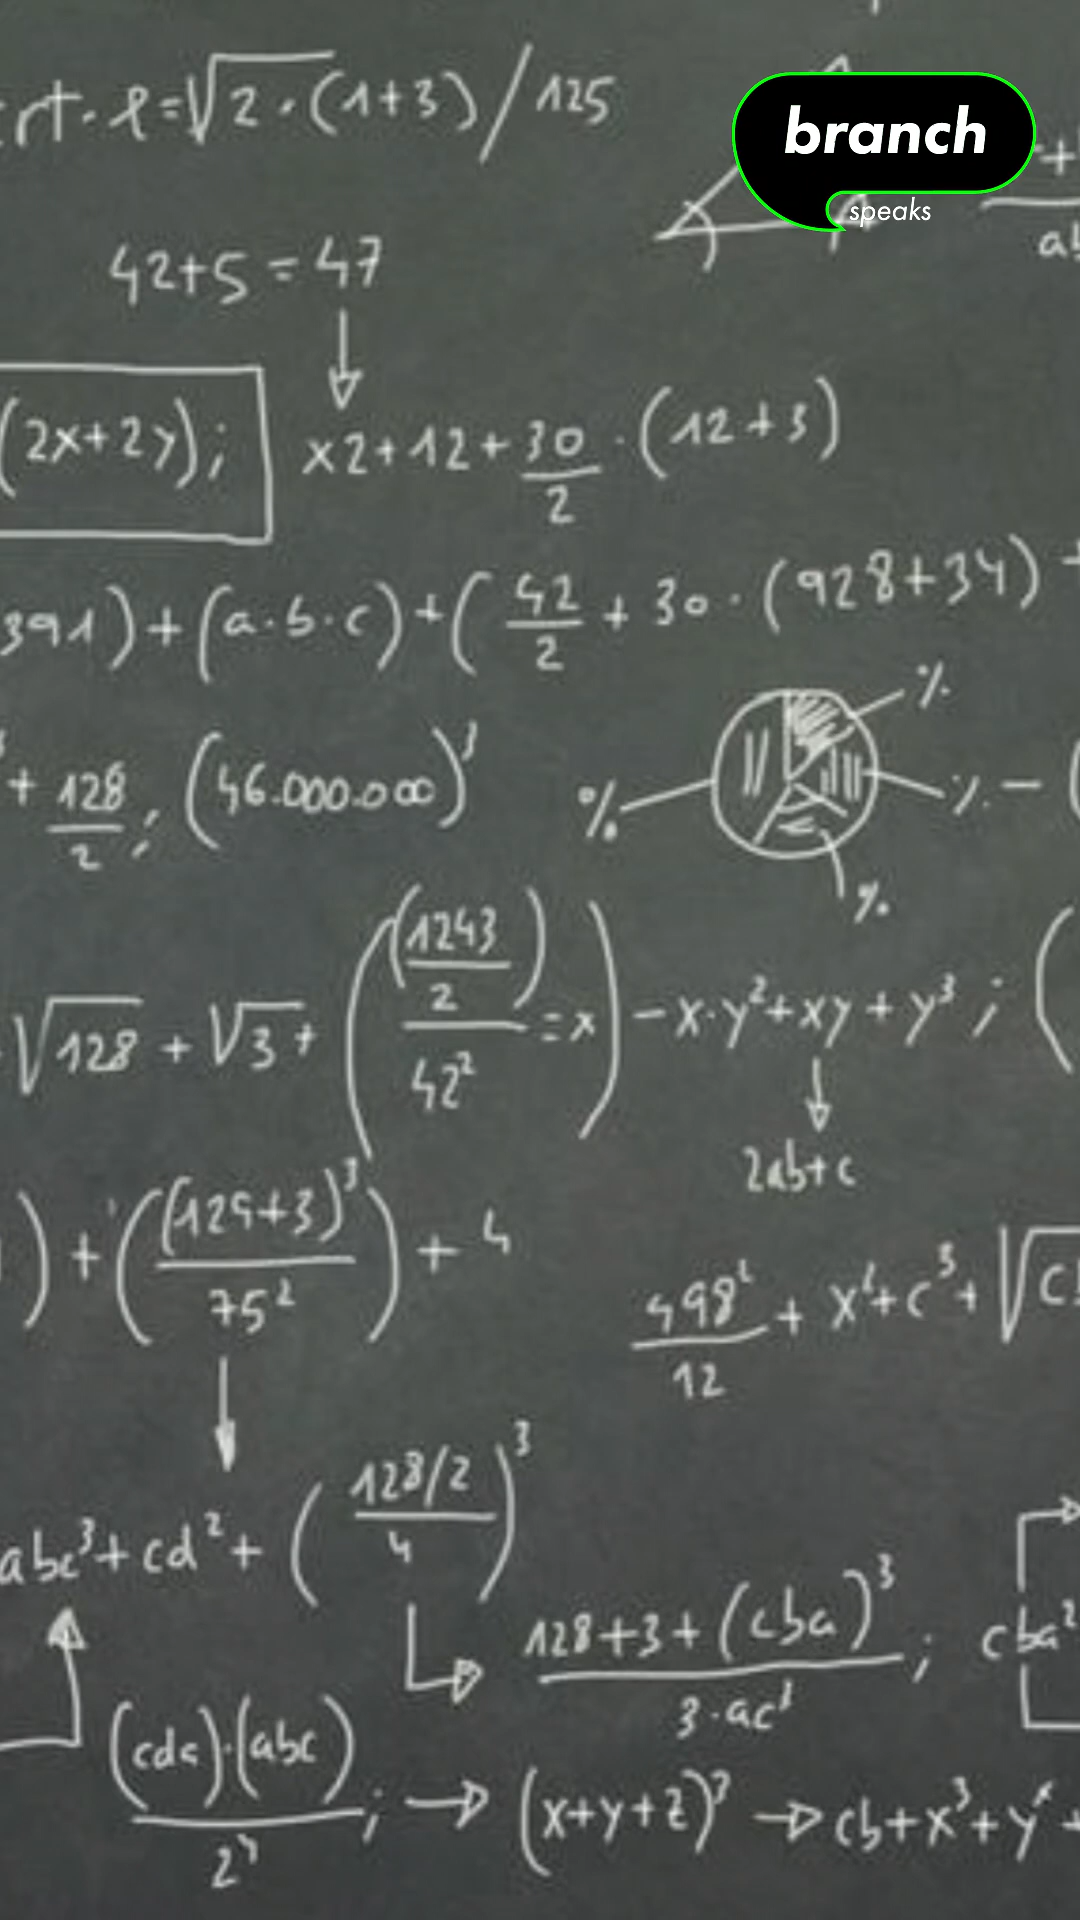 rt. l=√2·(1+3)/125
branch
speaks
42+5=47
(2x+2y);
x2+12+30/2·(12+3)
391)+(a·b·c)+(42/2+30·(928+34)
+128/2; (46.000.000)³
%
%
%
%
√128+√3+((1243/2)/42²=x)-x·y²+xy+y³;
2ab+c
)+((129+3)³/75²)+4
498²/12+x²+c³+√c
abc³+cd²+((128/2)/4)³
(128+3+(cba)³)/(3·ac³);
cba²
(cdc)·(abc)/2³; → (x+y+z)³ → cb+x³+y